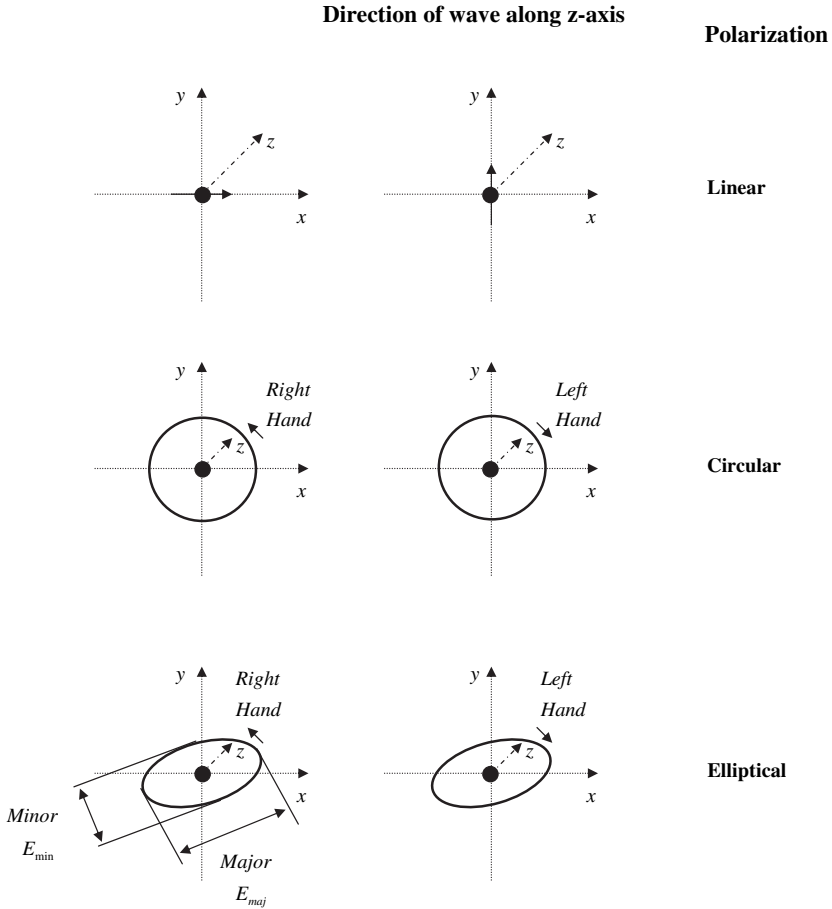 Direction of wave along z-axis
Polarization
y
z
x
y
z
x
Linear
y
Right
Hand
z
x
y
Left
Hand
z
x
Circular
y
Right
Hand
z
x
Minor
E_min
Major
E_maj
y
Left
Hand
z
x
Elliptical